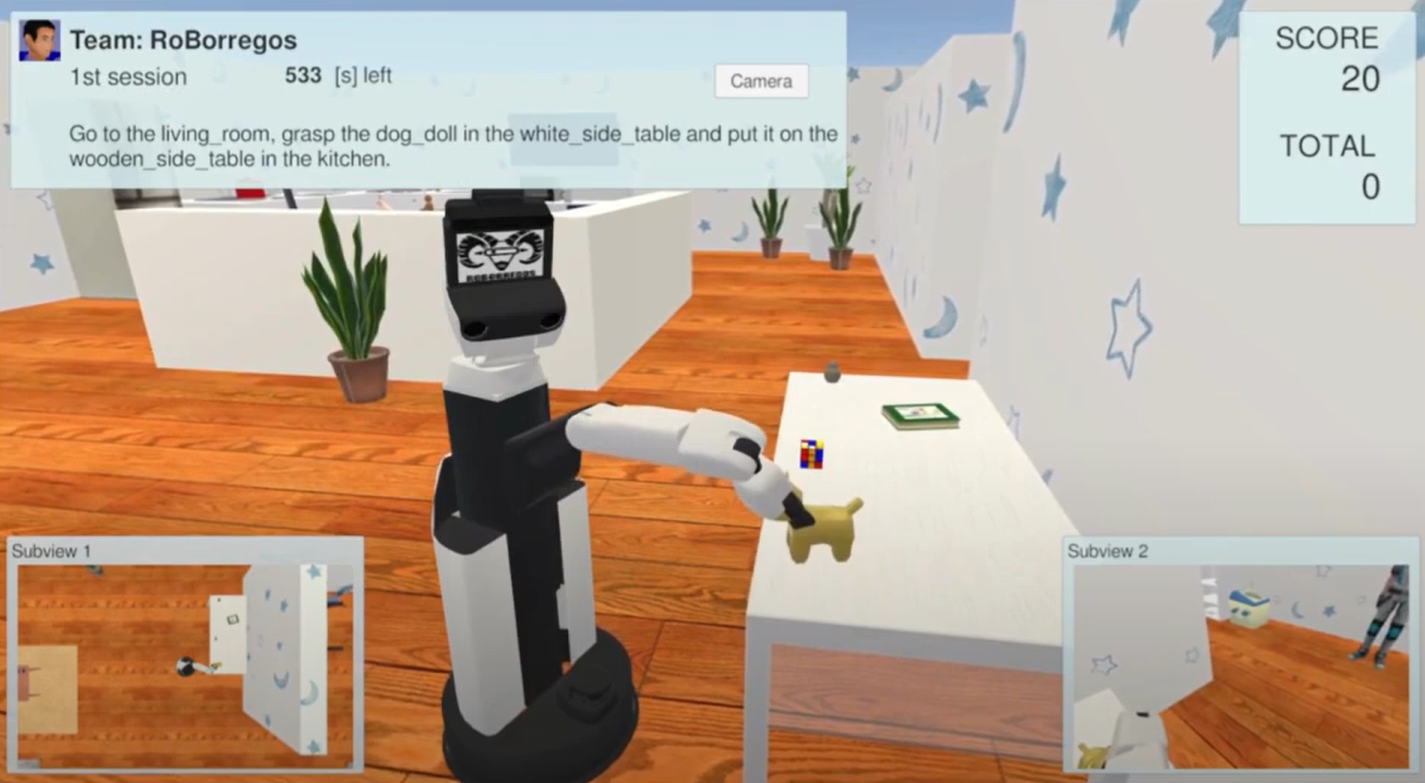 Team: RoBorregos
1st session 533 [s] left
Camera
Go to the living_room, grasp the dog_doll in the white_side_table and put it on the
wooden_side_table in the kitchen.
SCORE
20
TOTAL
0
ROBORREGOS
Subview 1
Subview 2